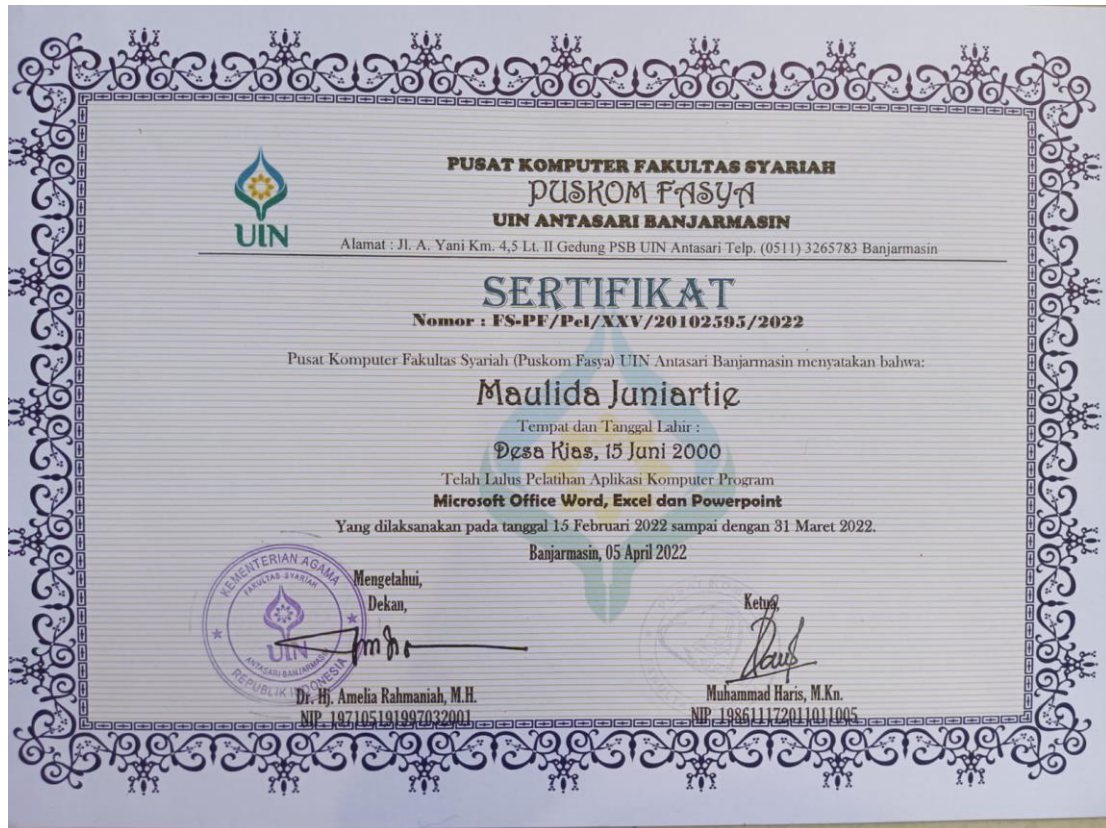 PUSAT KOMPUTER FAKULTAS SYARIAH
PUSKOM FASYA
UIN ANTASARI BANJARMASIN
UIN
Alamat : Jl. A. Yani Km. 4,5 Lt. II Gedung PSB UIN Antasari Telp. (0511) 3265783 Banjarmasin
SERTIFIKAT
Nomor : FS-PF/Pel/XXV/20102595/2022
Pusat Komputer Fakultas Syariah (Puskom Fasya) UIN Antasari Banjarmasin menyatakan bahwa:
Maulida Juniartie
Tempat dan Tanggal Lahir :
Desa Kias, 15 Juni 2000
Telah Lulus Pelatihan Aplikasi Komputer Program
Microsoft Office Word, Excel dan Powerpoint
Yang dilaksanakan pada tanggal 15 Februari 2022 sampai dengan 31 Maret 2022.
Banjarmasin, 05 April 2022
Mengetahui,
Dekan,
Ketua,
KEMENTERIAN AGAMA
FAKULTAS SYARIAH
UIN
ANTASARI BANJARMASIN
REPUBLIK INDONESIA
Dr. Hj. Amelia Rahmaniah, M.H.
NIP. 197105191997032001
Muhammad Haris, M.Kn.
NIP. 198611172011011005